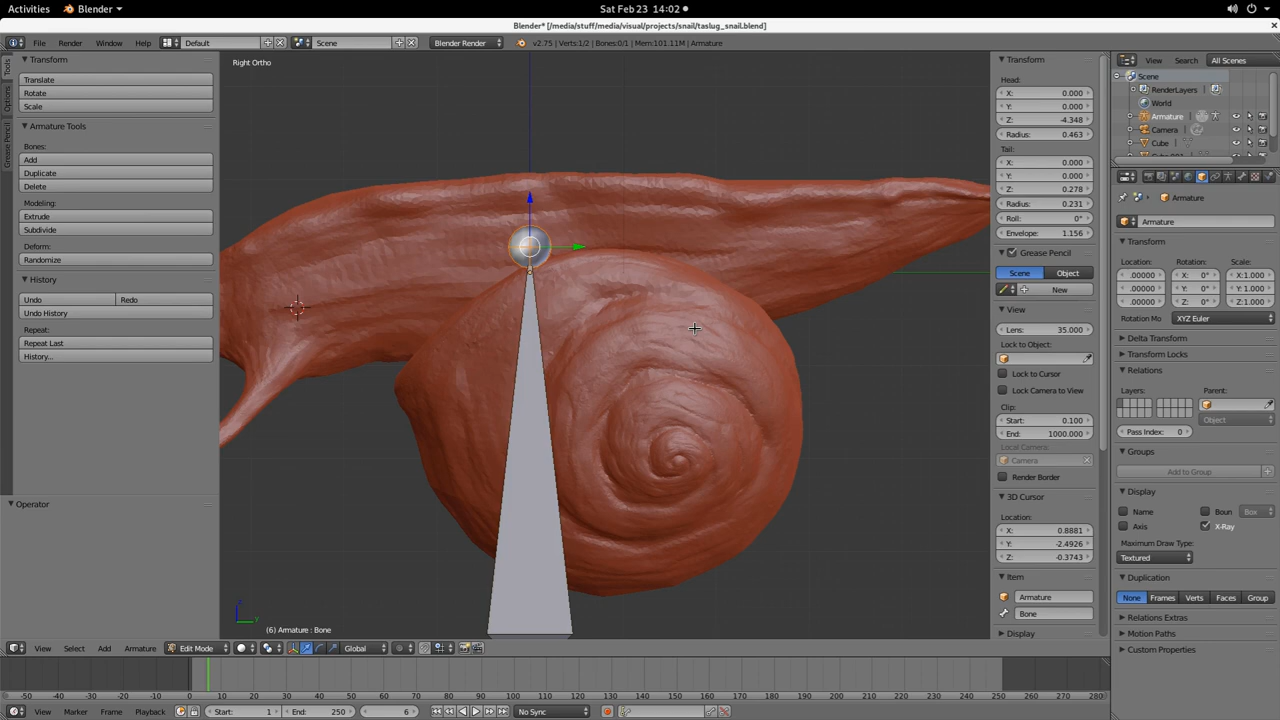 Activities Blender Sat Feb 23 14:02
Blender* [/media/stuff/media/visual/projects/snail/taslug_snail.blend]
File Render Window Help Default Scene Blender Render v2.75 | Verts:1/2 | Bones:0/1 | Mem:101.11M | Armature
View Search All Scenes
Tools
Options
Grease Pencil
Transform
Translate
Rotate
Scale
Armature Tools
Bones:
Add
Duplicate
Delete
Modeling:
Extrude
Subdivide
Deform:
Randomize
History
Undo Redo
Undo History
Repeat:
Repeat Last
History...
Operator
Right Ortho
(6) Armature : Bone
Transform
Head:
X: 0.000
Y: 0.000
Z: -4.348
Radius: 0.463
Tail:
X: 0.000
Y: 0.000
Z: 0.278
Radius: 0.231
Roll: 0°
Envelope: 1.156
Grease Pencil
Scene Object
New
View
Lens: 35.000
Lock to Object:
Lock to Cursor
Lock Camera to View
Clip:
Start: 0.100
End: 1000.000
Local Camera:
Camera
Render Border
3D Cursor
Location:
X: 0.8881
Y: -2.4926
Z: -0.3743
Item
Armature
Bone
Display
Scene
RenderLayers
World
Armature
Camera
Cube
Armature
Armature
Transform
Location: Rotation: Scale:
.00000 X: 0° X:1.000
.00000 Y: 0° Y:1.000
.00000 Z: 0° Z:1.000
Rotation Mo XYZ Euler
Delta Transform
Transform Locks
Relations
Layers: Parent:
Object
Pass Index: 0
Groups
Add to Group
Display
Name Boun Box
Axis X-Ray
Maximum Draw Type:
Textured
Duplication
None Frames Verts Faces Group
Relations Extras
Motion Paths
Custom Properties
View Select Add Armature Edit Mode Global
-50 -40 -30 -20 -10 0 10 20 30 40 50 60 70 80 90 100 110 120 130 140 150 160 170 180 190 200 210 220 230 240 250 260 270 280
View Marker Frame Playback Start: 1 End: 250 6 No Sync